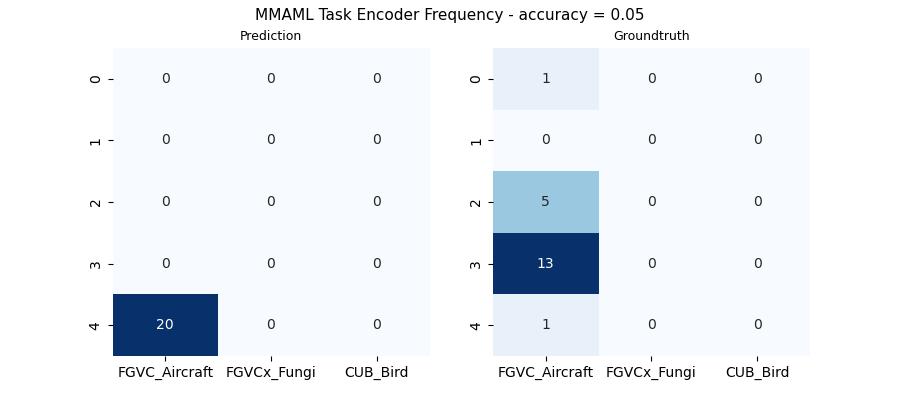 MMAML Task Encoder Frequency - accuracy = 0.05
Prediction
Groundtruth
0 0 0 0
1 0 0 0
2 0 0 0
3 0 0 0
4 20 0 0
FGVC_Aircraft FGVCx_Fungi CUB_Bird
0 1 0 0
1 0 0 0
2 5 0 0
3 13 0 0
4 1 0 0
FGVC_Aircraft FGVCx_Fungi CUB_Bird